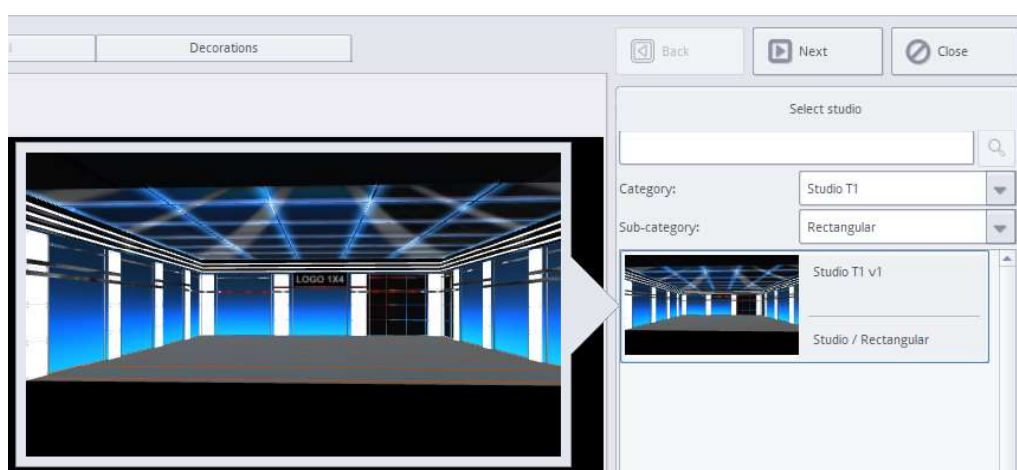 Decorations
Back
Next
Close
Select studio
Category:
Studio T1
Sub-category:
Rectangular
LOGO 1X4
Studio T1 v1
Studio / Rectangular